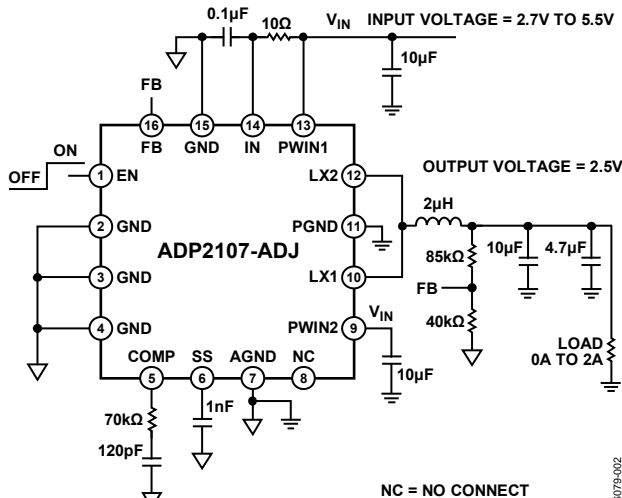 0.1µF
10Ω
VIN
INPUT VOLTAGE = 2.7V TO 5.5V
10µF
FB
16
15
14
13
FB
GND
IN
PWIN1
ON
OFF
1
EN
LX2
12
OUTPUT VOLTAGE = 2.5V
2µH
2
GND
PGND
11
ADP2107-ADJ
85kΩ
10µF
4.7µF
3
GND
LX1
10
FB
40kΩ
4
GND
PWIN2
9
VIN
LOAD
0A TO 2A
COMP
SS
AGND
NC
5
6
7
8
10µF
70kΩ
1nF
120pF
NC = NO CONNECT
6079-002